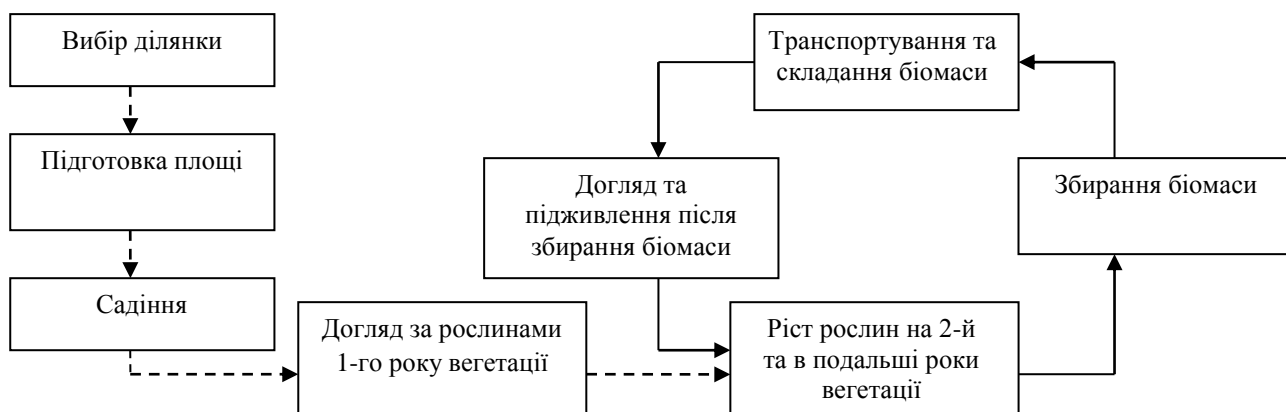 Вибір ділянки
Підготовка площі
Садіння
Догляд за рослинами
1-го року вегетації
Ріст рослин на 2-й
та в подальші роки
вегетації
Збирання біомаси
Транспортування та
складання біомаси
Догляд та
підживлення після
збирання біомаси